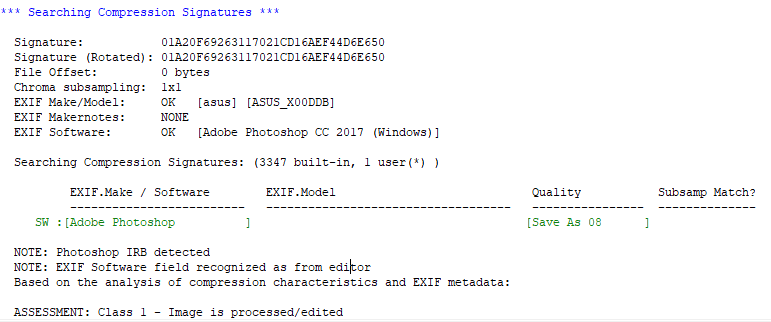 *** Searching Compression Signatures ***
Signature: 01A20F69263117021CD16AEF44D6E650
Signature (Rotated): 01A20F69263117021CD16AEF44D6E650
File Offset: 0 bytes
Chroma subsampling: 1x1
EXIF Make/Model: OK [asus] [ASUS_X00DDB]
EXIF Makernotes: NONE
EXIF Software: OK [Adobe Photoshop CC 2017 (Windows)]
Searching Compression Signatures: (3347 built-in, 1 user(*) )
EXIF.Make / Software EXIF.Model Quality Subsamp Match?
------------------------- ----------------------------------- ---------------- --------------
SW :[Adobe Photoshop ] [Save As 08 ]
NOTE: Photoshop IRB detected
NOTE: EXIF Software field recognized as from editor
Based on the analysis of compression characteristics and EXIF metadata:
ASSESSMENT: Class 1 - Image is processed/edited